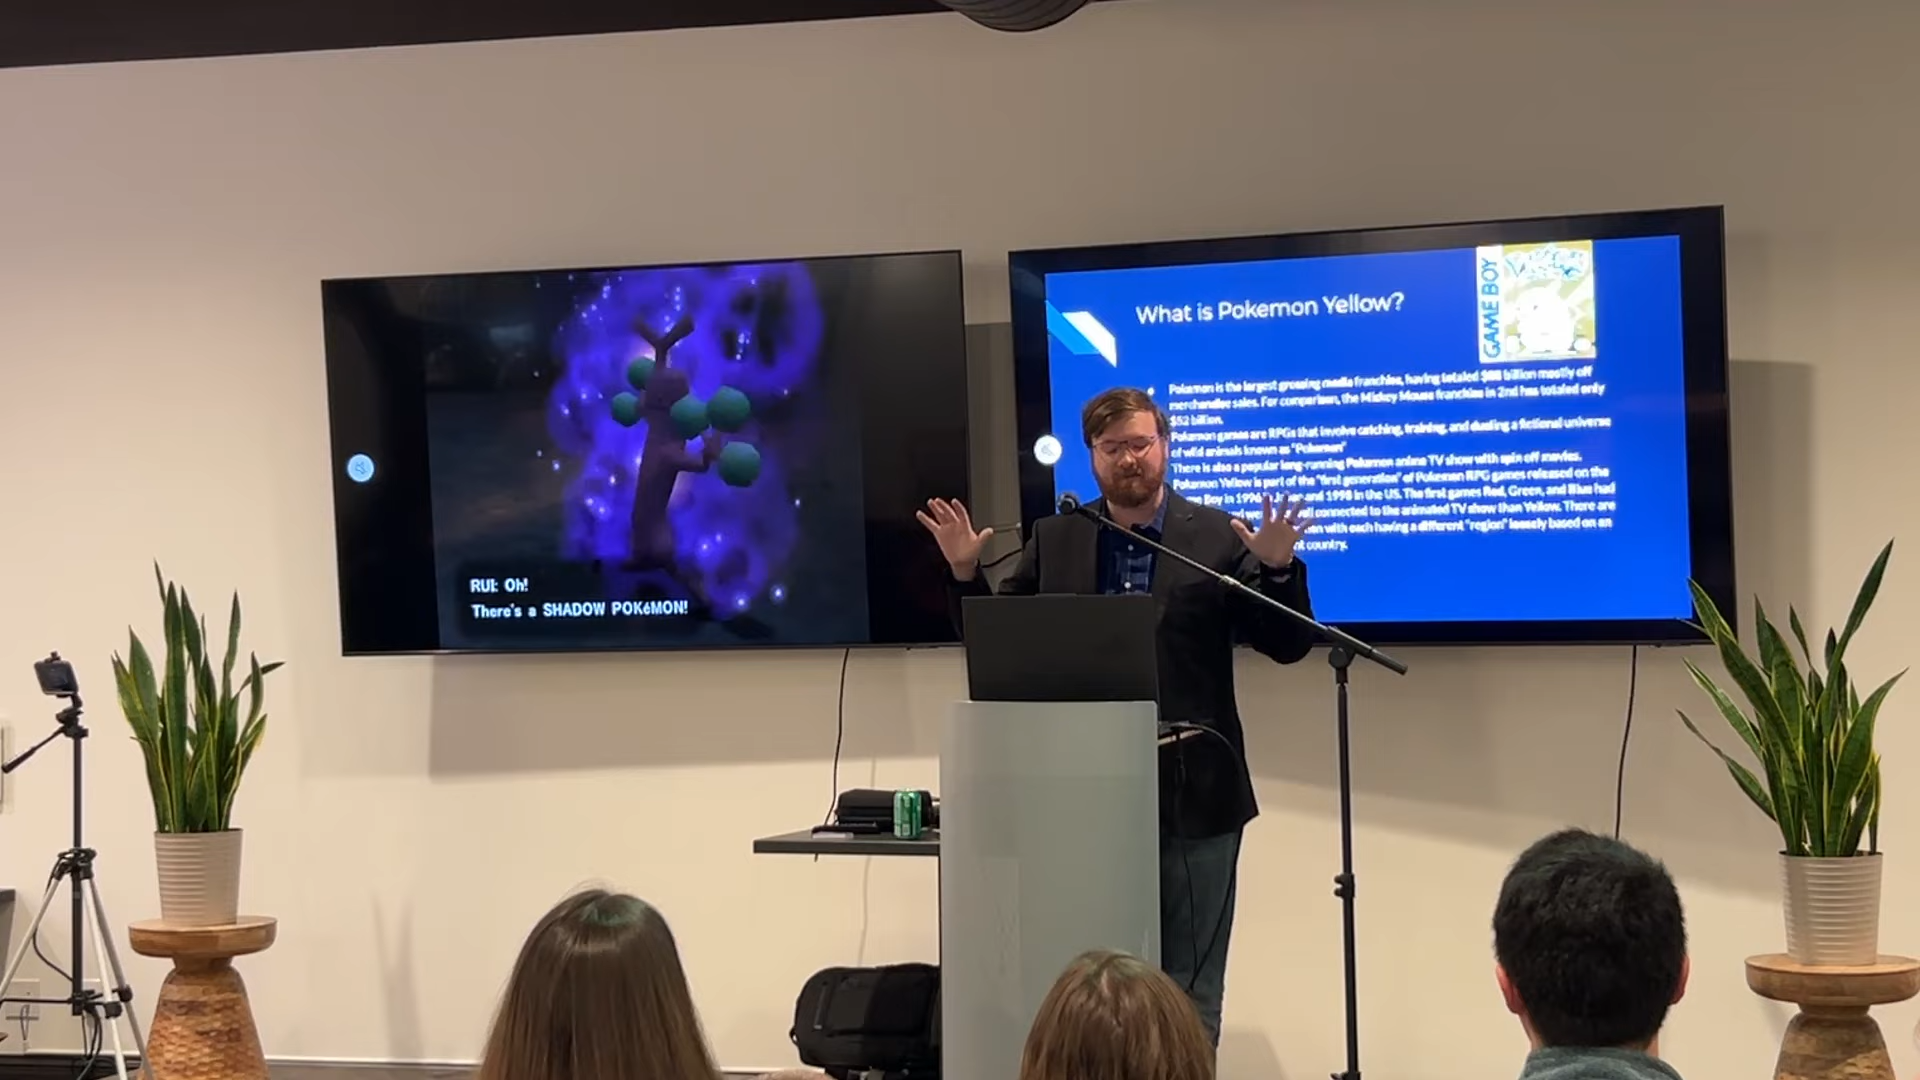 RUI: Oh!
There's a SHADOW POKéMON!
What is Pokemon Yellow?
GAME BOY
Pokemon is the largest grossing media franchise, having totaled billion mostly off
merchandise sales. For comparison, the Mickey Mouse franchise in 2nd has totaled only
$52 billion.
Pokemon games are RPGs that involve catching, training, and dueling a fictional universe
of wild animals known as "Pokemon"
There is also a popular long-running Pokemon anime TV show with spin off movies.
Pokemon Yellow is part of the "first generation" of Pokemon RPG games released on the
Boy in 1996 in Japan and 1998 in the US. The first games Red, Green, and Blue had
connected to the animated TV show than Yellow. There are
with each having a different "region" loosely based on an
country.